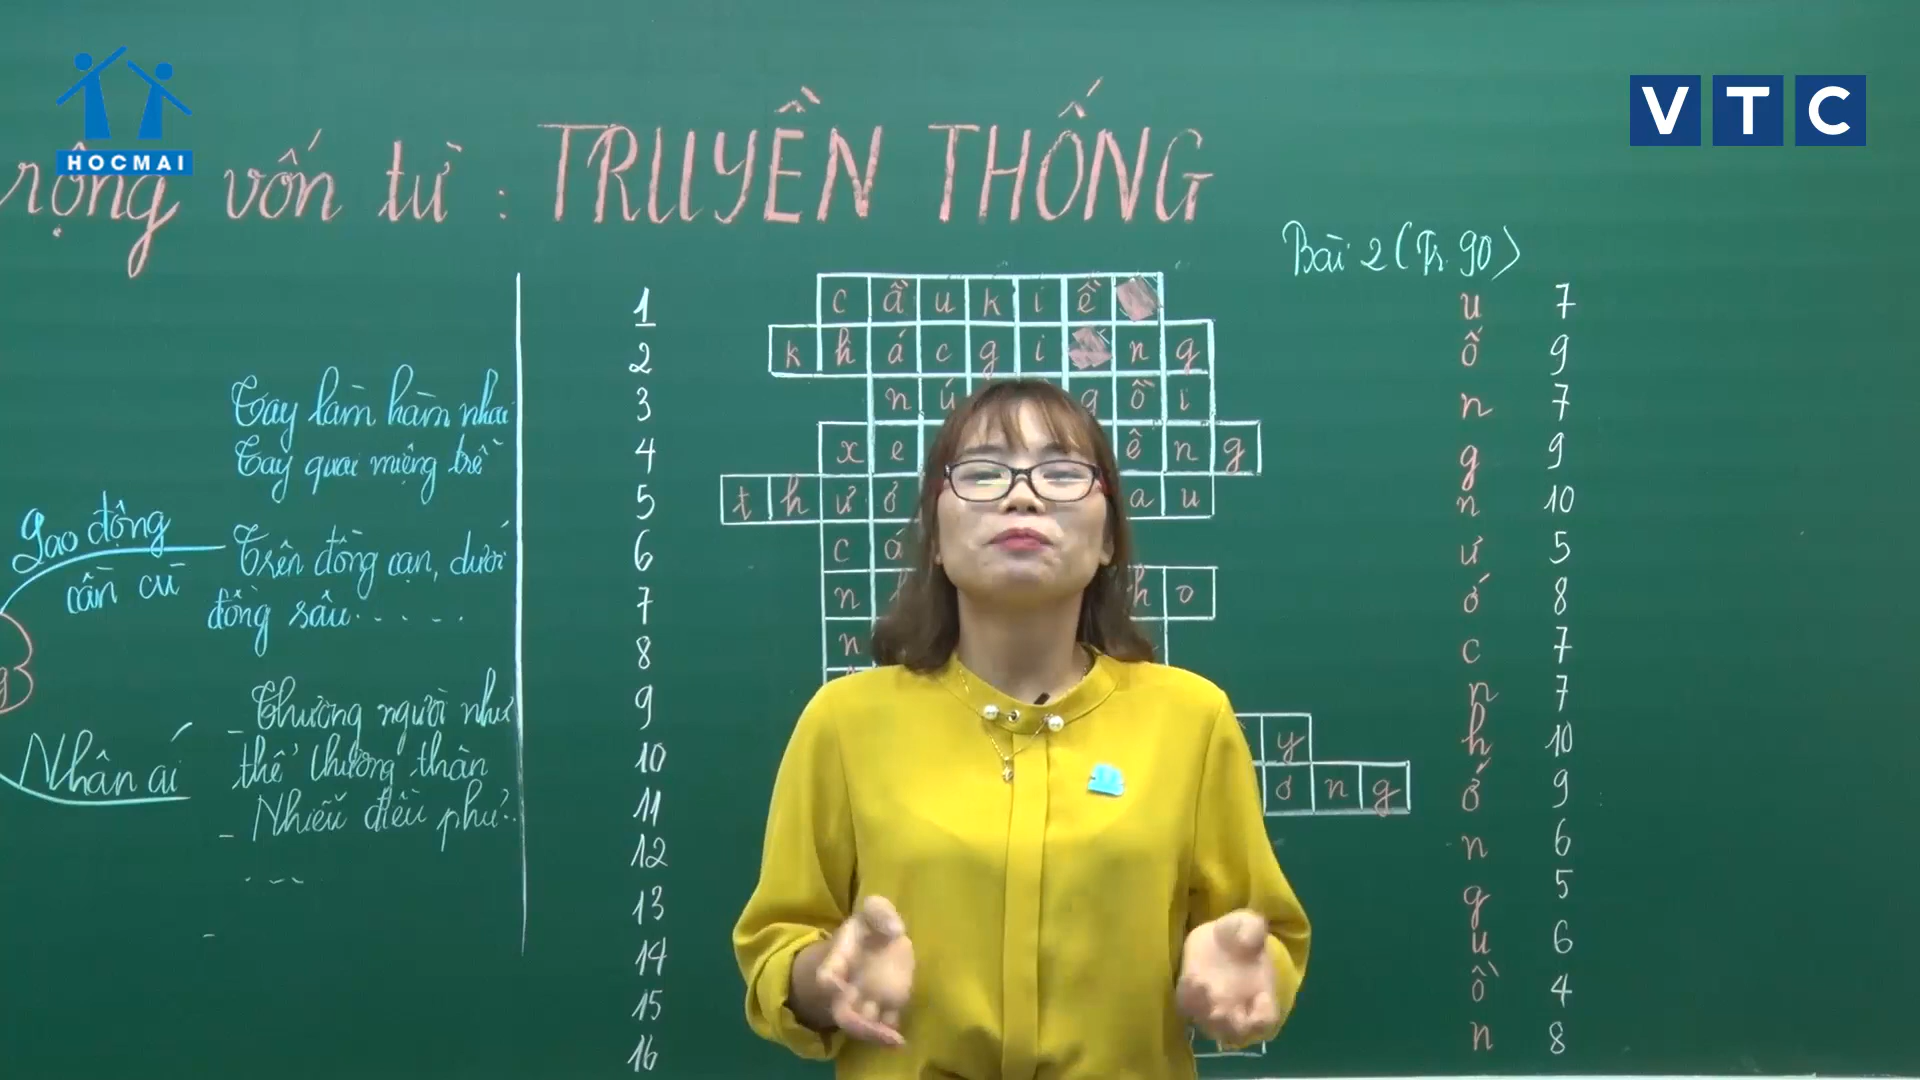 HOCMAI
VTC
rộng vốn từ : TRUYỀN THỐNG
Bài 2 (Tr 90)
Lao động
cần cù
Tay làm hàm nhai
Tay quai miệng trễ
Trên đồng cạn, dưới
đồng sâu.....
Nhân ái
- Thương người như
thể thương thân
- Nhiễu điều phủ..
....
-
1 c ầ u k i ề
2 k h á c g i n g
3 n ú g ồ i
4 x e ê n g
5 t h ư ơ a u
6 c á
7 n h o
8 n
9
10 y
11 ơ n g
12
13
14
15
16
u 7
ố 9
n 7
g 9
n 10
ư 5
ớ 8
c 7
n 7
h 10
ớ 9
n 6
g 5
u 6
ồ 4
n 8